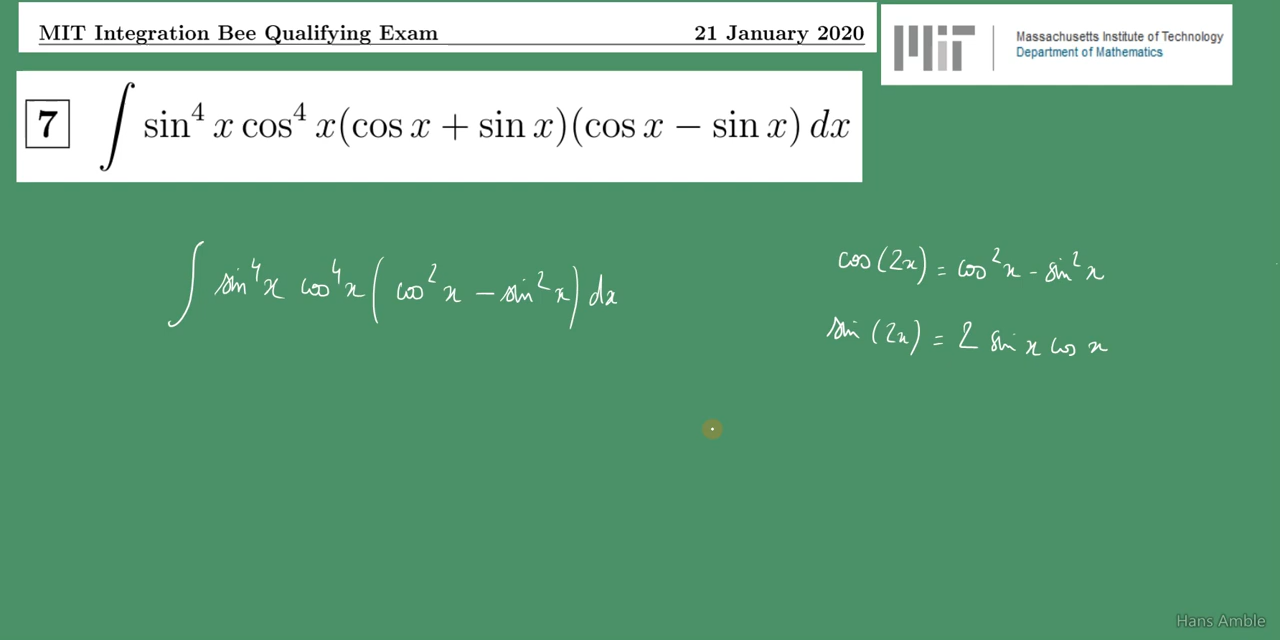 MIT Integration Bee Qualifying Exam 21 January 2020
Massachusetts Institute of Technology
Department of Mathematics
7 ∫ sin⁴ x cos⁴ x(cos x + sin x)(cos x − sin x) dx
∫ sin⁴x cos⁴x (cos²x − sin²x) dx
cos(2x) = cos²x − sin²x
sin(2x) = 2 sin x cos x
Hans Amble